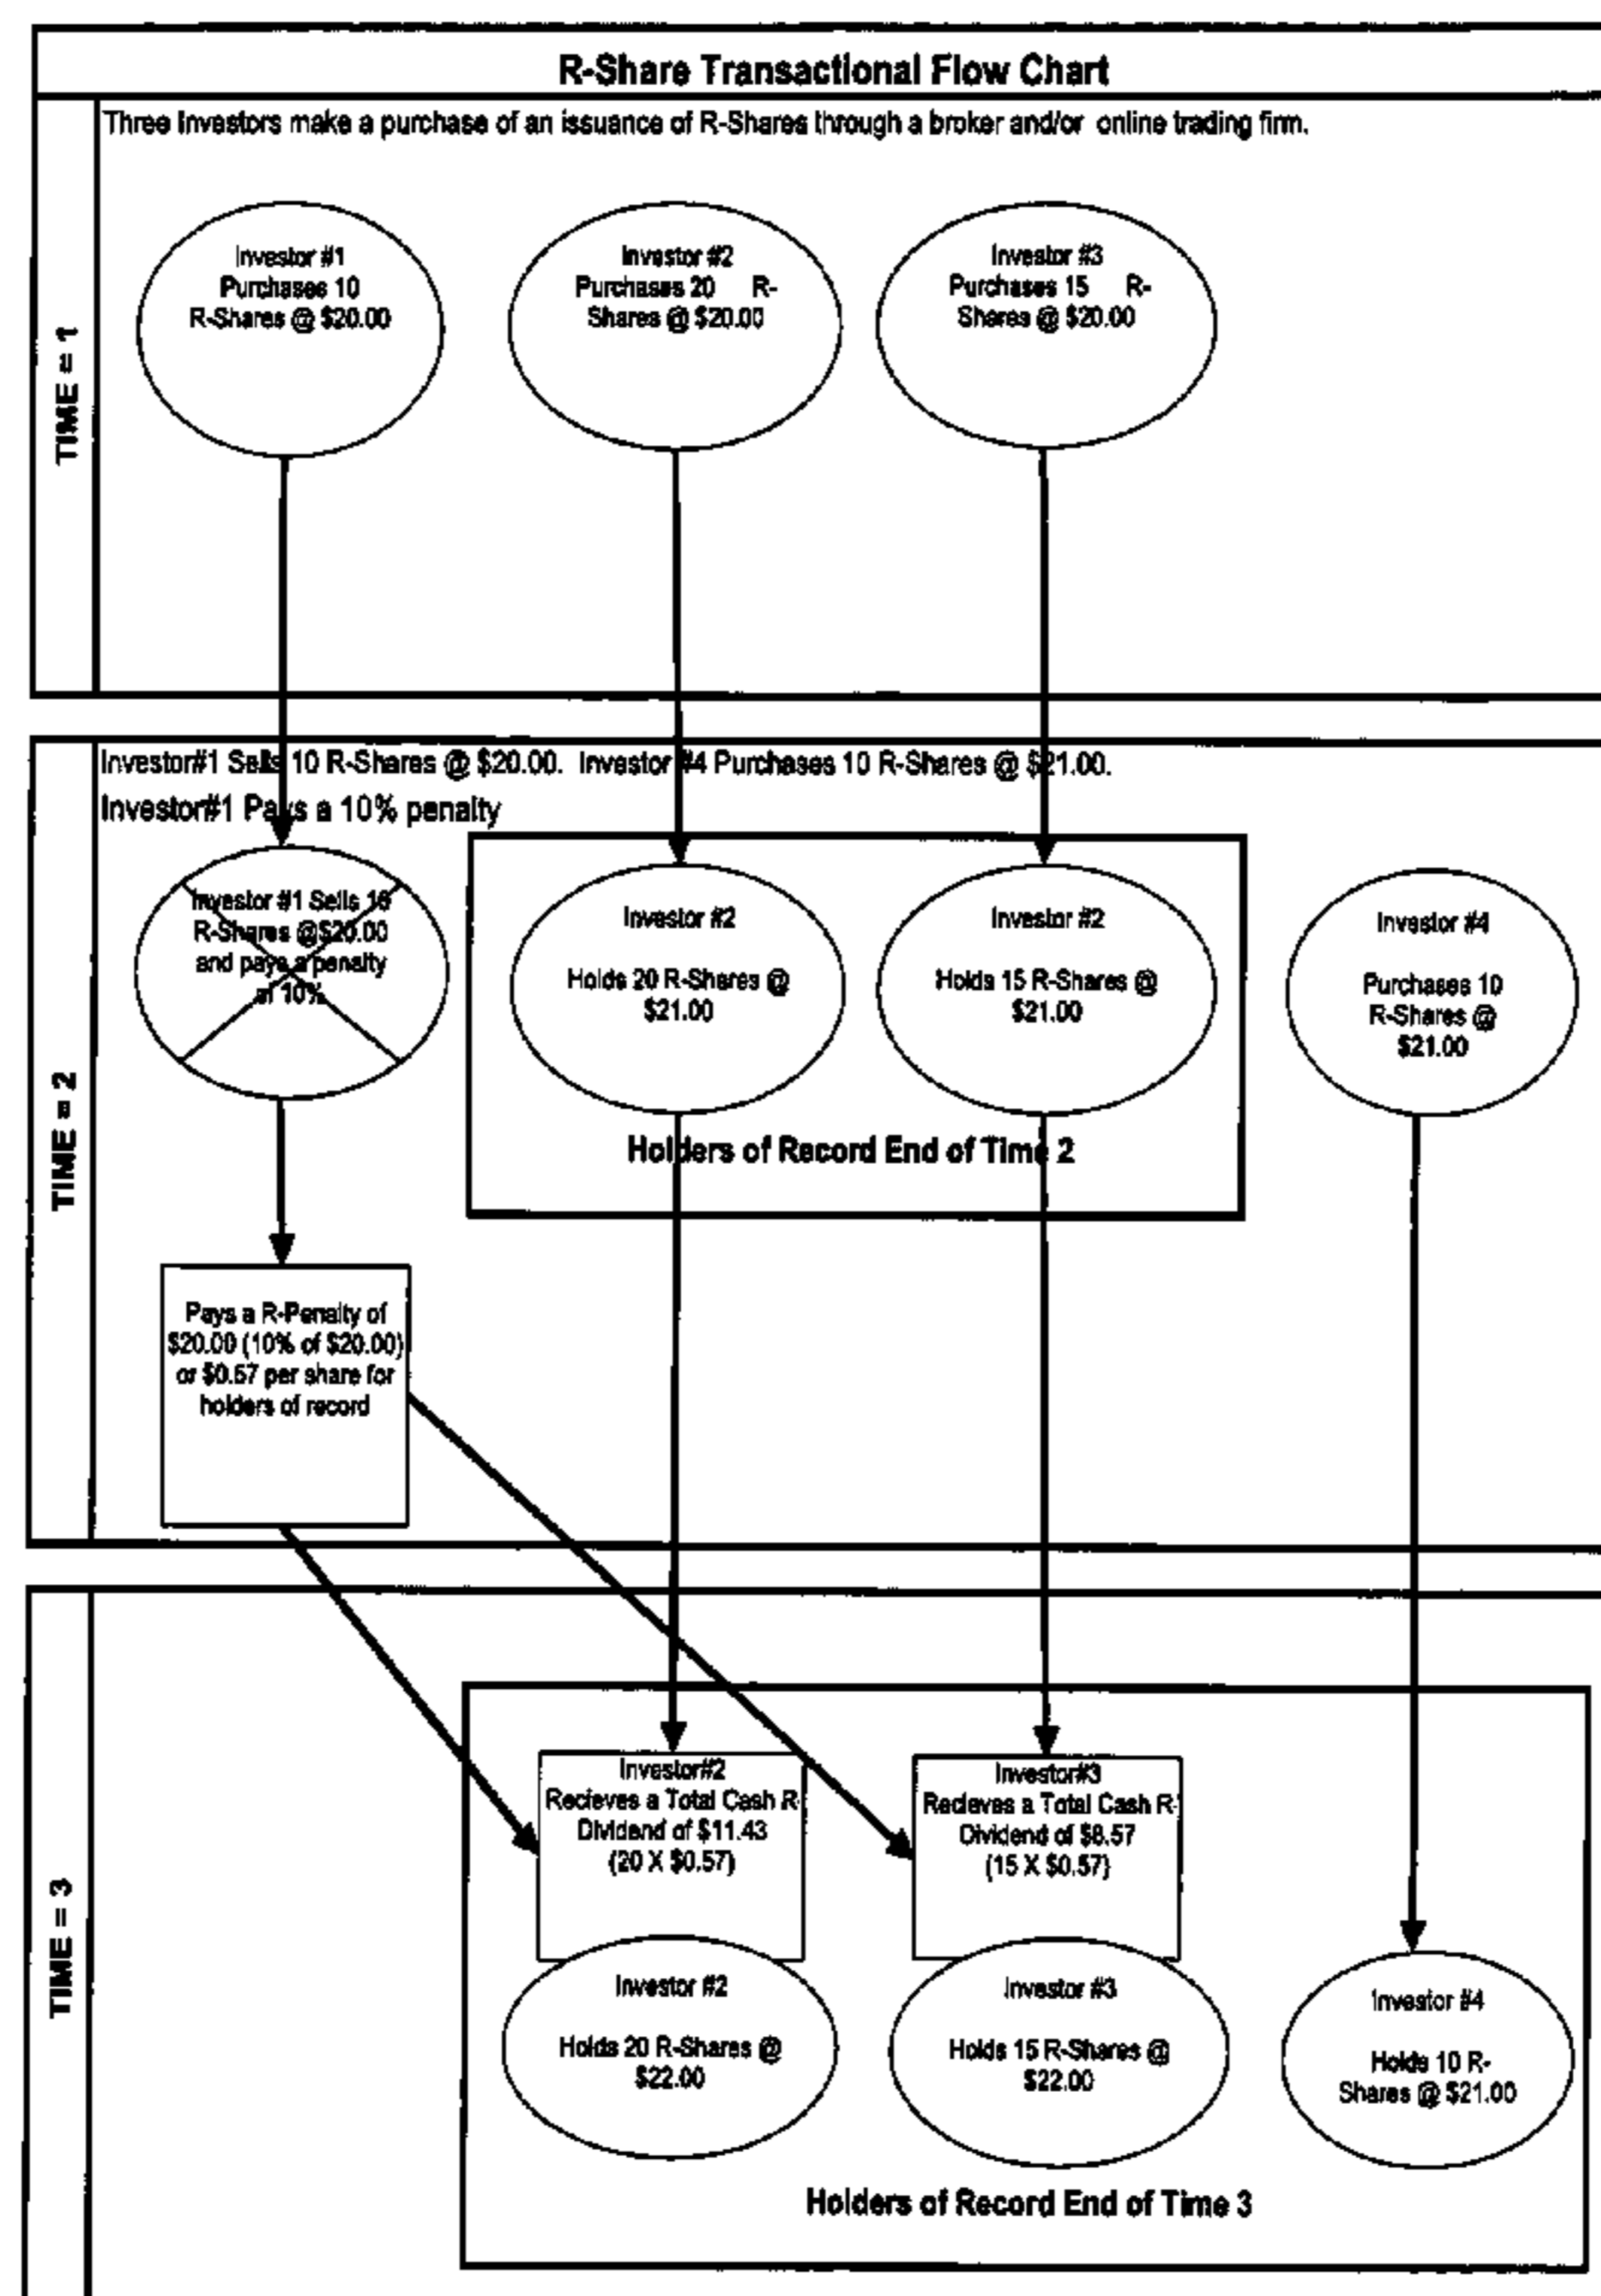 R-Share Transactional Flow Chart
TIME = 1
Three Investors make a purchase of an issuance of R-Shares through a broker and/or online trading firm.
Investor #1
Purchases 10
R-Shares @ $20.00
Investor #2
Purchases 20 R-
Shares @ $20.00
Investor #3
Purchases 15 R-
Shares @ $20.00
TIME = 2
Investor#1 Sells 10 R-Shares @ $20.00. Investor #4 Purchases 10 R-Shares @ $21.00.
Investor#1 Pays a 10% penalty
Investor #1 Sells 10
R-Shares @$20.00
and pays a penalty
of 10%
Investor #2
Holds 20 R-Shares @
$21.00
Investor #2
Holds 15 R-Shares @
$21.00
Investor #4
Purchases 10
R-Shares @
$21.00
Holders of Record End of Time 2
Pays a R-Penalty of
$20.00 (10% of $20.00)
or $0.57 per share for
holders of record
TIME = 3
Investor#2
Recieves a Total Cash R-
Dividend of $11.43
(20 X $0.57)
Investor#3
Recieves a Total Cash R-
Dividend of $8.57
(15 X $0.57)
Investor #2
Holds 20 R-Shares @
$22.00
Investor #3
Holds 15 R-Shares @
$22.00
Investor #4
Holds 10 R-
Shares @ $21.00
Holders of Record End of Time 3